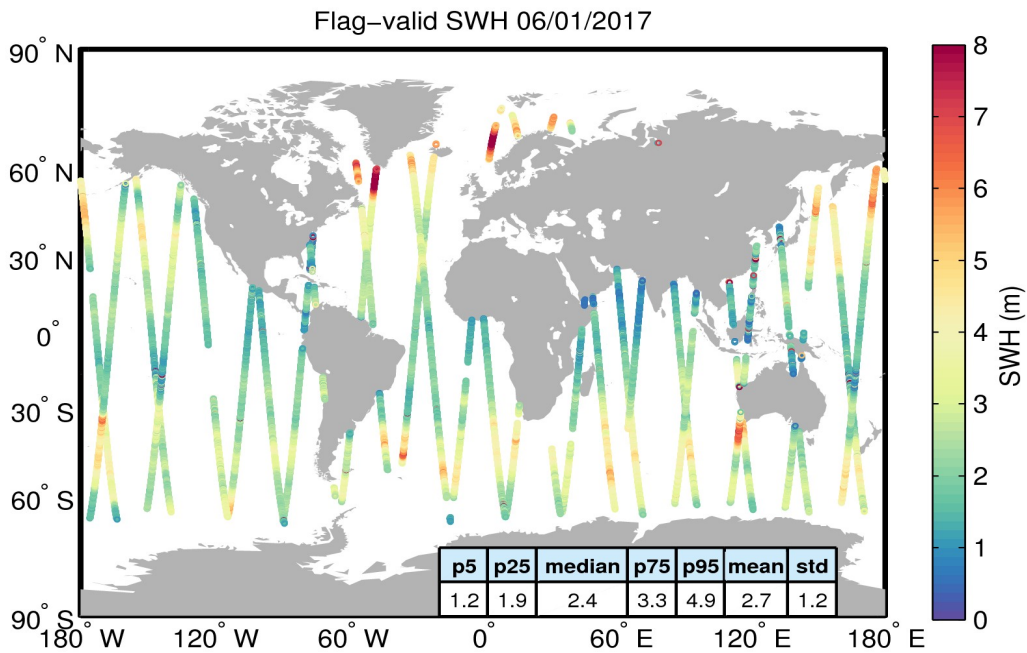 Flag−valid SWH 06/01/2017
90° N
60° N
30° N
0°
30° S
60° S
90° S
180° W
120° W
60° W
0°
60° E
120° E
180° E
p5 p25 median p75 p95 mean std
1.2 1.9 2.4 3.3 4.9 2.7 1.2
8
7
6
5
4
3
2
1
0
SWH (m)